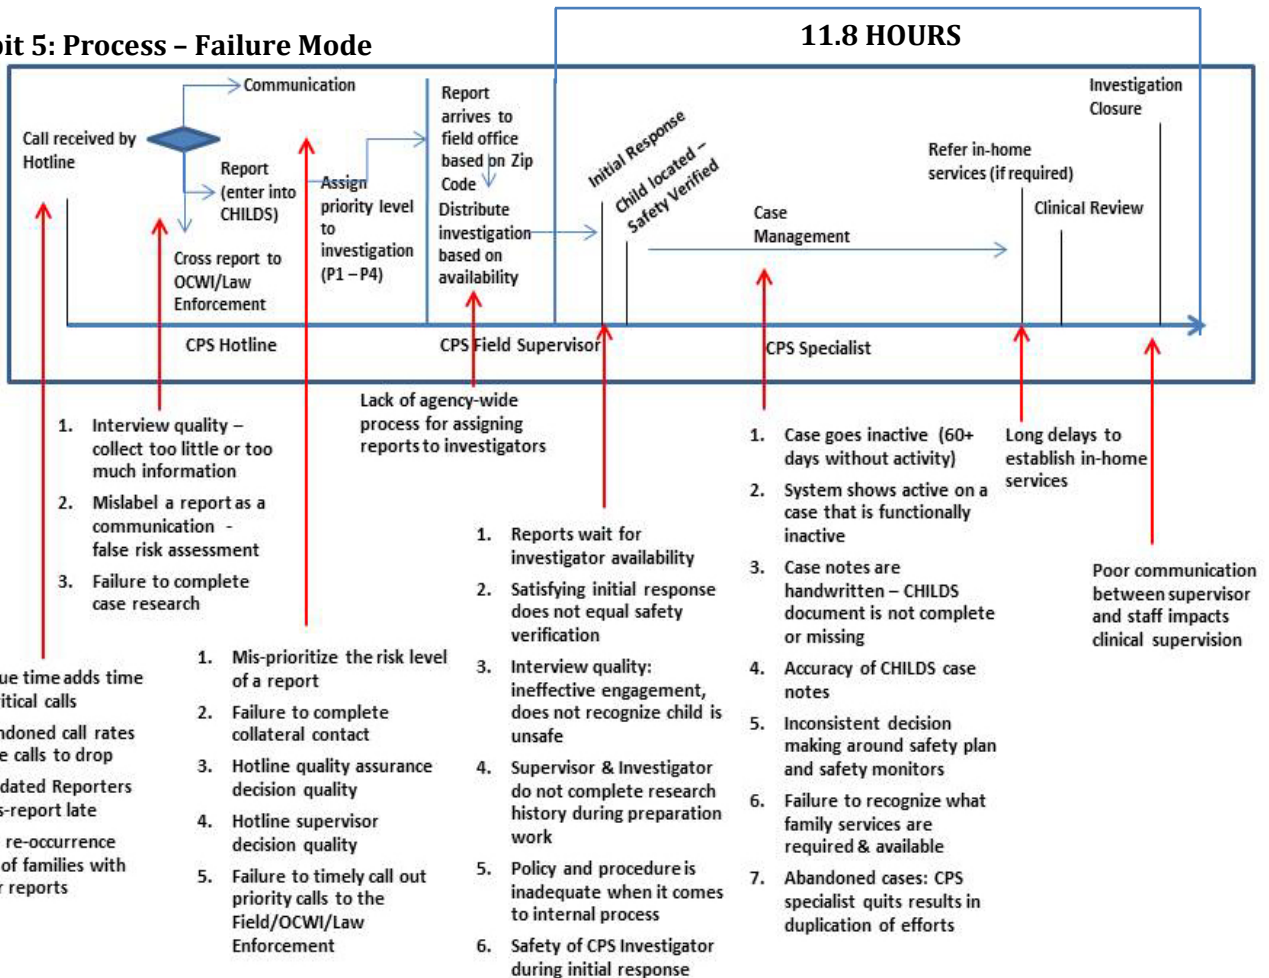 bit 5: Process – Failure Mode
11.8 HOURS
Call received by
Hotline
Communication
Report
(enter into
CHILDS)
Cross report to
OCWI/Law
Enforcement
Assign
priority level
to
investigation
(P1 – P4)
Report
arrives to
field office
based on Zip
Code
Distribute
investigation
based on
availability
Initial Response
Child located –
Safety Verified
Case
Management
Refer in-home
services (if required)
Clinical Review
Investigation
Closure
CPS Hotline
CPS Field Supervisor
CPS Specialist
ue time adds time
itical calls
ndoned call rates
e calls to drop
dated Reporters
s-report late
re-occurrence
of families with
r reports
1. Interview quality –
collect too little or too
much information
2. Mislabel a report as a
communication -
false risk assessment
3. Failure to complete
case research
1. Mis-prioritize the risk level
of a report
2. Failure to complete
collateral contact
3. Hotline quality assurance
decision quality
4. Hotline supervisor
decision quality
5. Failure to timely call out
priority calls to the
Field/OCWI/Law
Enforcement
Lack of agency-wide
process for assigning
reports to investigators
1. Reports wait for
investigator availability
2. Satisfying initial response
does not equal safety
verification
3. Interview quality:
ineffective engagement,
does not recognize child is
unsafe
4. Supervisor & Investigator
do not complete research
history during preparation
work
5. Policy and procedure is
inadequate when it comes
to internal process
6. Safety of CPS Investigator
during initial response
1. Case goes inactive (60+
days without activity)
2. System shows active on a
case that is functionally
inactive
3. Case notes are
handwritten – CHILDS
document is not complete
or missing
4. Accuracy of CHILDS case
notes
5. Inconsistent decision
making around safety plan
and safety monitors
6. Failure to recognize what
family services are
required & available
7. Abandoned cases: CPS
specialist quits results in
duplication of efforts
Long delays to
establish in-home
services
Poor communication
between supervisor
and staff impacts
clinical supervision